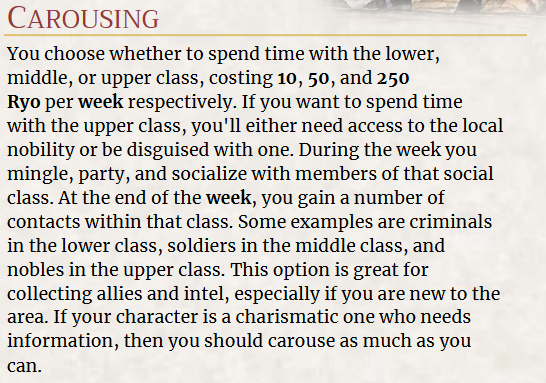 CAROUSING
You choose whether to spend time with the lower,
middle, or upper class, costing 10, 50, and 250
Ryo per week respectively. If you want to spend time
with the upper class, you'll either need access to the local
nobility or be disguised with one. During the week you
mingle, party, and socialize with members of that social
class. At the end of the week, you gain a number of
contacts within that class. Some examples are criminals
in the lower class, soldiers in the middle class, and
nobles in the upper class. This option is great for
collecting allies and intel, especially if you are new to the
area. If your character is a charismatic one who needs
information, then you should carouse as much as you
can.